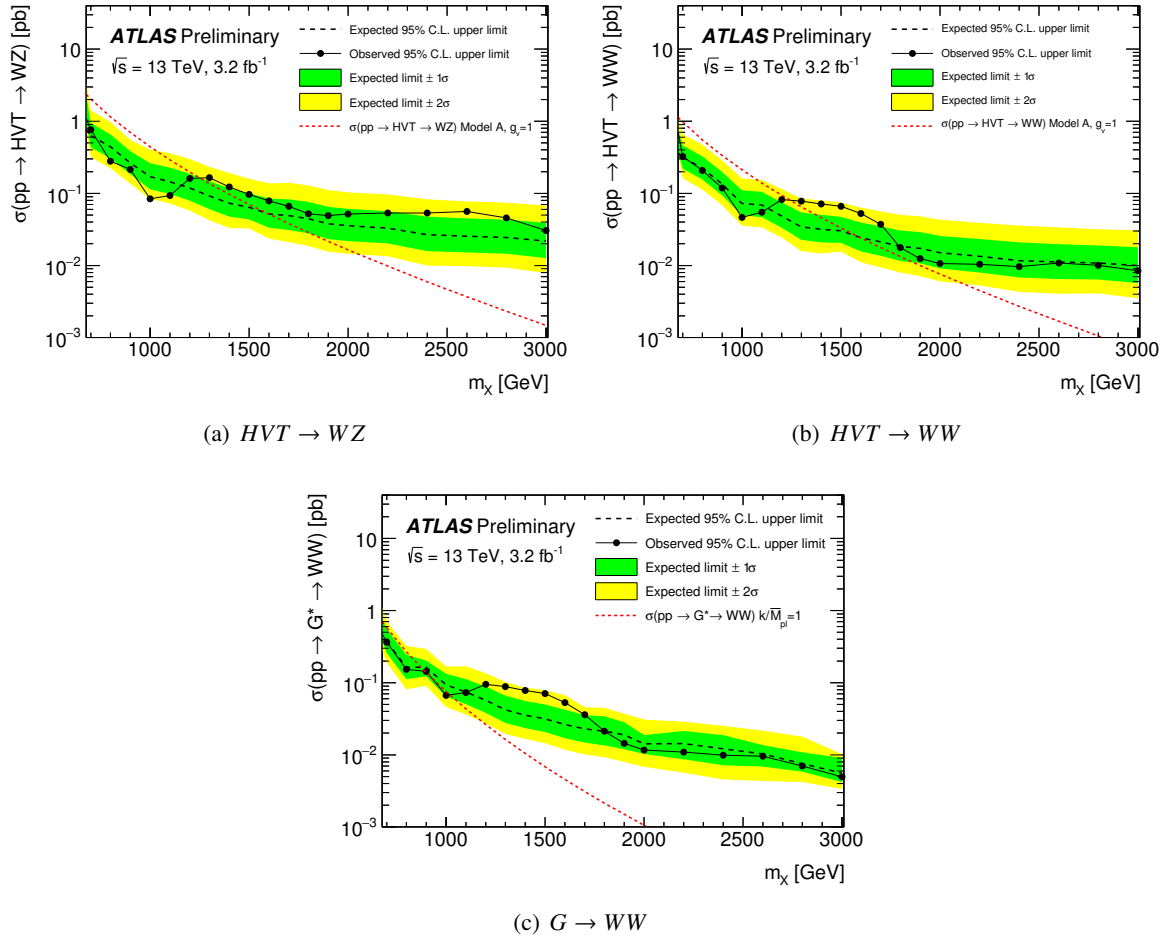 σ(pp → HVT → WZ) [pb]
ATLAS Preliminary
√s = 13 TeV, 3.2 fb⁻¹
Expected 95% C.L. upper limit
Observed 95% C.L. upper limit
Expected limit ± 1σ
Expected limit ± 2σ
σ(pp → HVT → WZ) Model A, gᵥ=1
10
1
10⁻¹
10⁻²
10⁻³
1000 1500 2000 2500 3000
m_X [GeV]
(a) HVT → WZ
σ(pp → HVT → WW) [pb]
ATLAS Preliminary
√s = 13 TeV, 3.2 fb⁻¹
Expected 95% C.L. upper limit
Observed 95% C.L. upper limit
Expected limit ± 1σ
Expected limit ± 2σ
σ(pp → HVT → WW) Model A, gᵥ=1
10
1
10⁻¹
10⁻²
10⁻³
1000 1500 2000 2500 3000
m_X [GeV]
(b) HVT → WW
σ(pp → G* → WW) [pb]
ATLAS Preliminary
√s = 13 TeV, 3.2 fb⁻¹
Expected 95% C.L. upper limit
Observed 95% C.L. upper limit
Expected limit ± 1σ
Expected limit ± 2σ
σ(pp → G* → WW) k/M̅_pl=1
10
1
10⁻¹
10⁻²
10⁻³
1000 1500 2000 2500 3000
m_X [GeV]
(c) G → WW